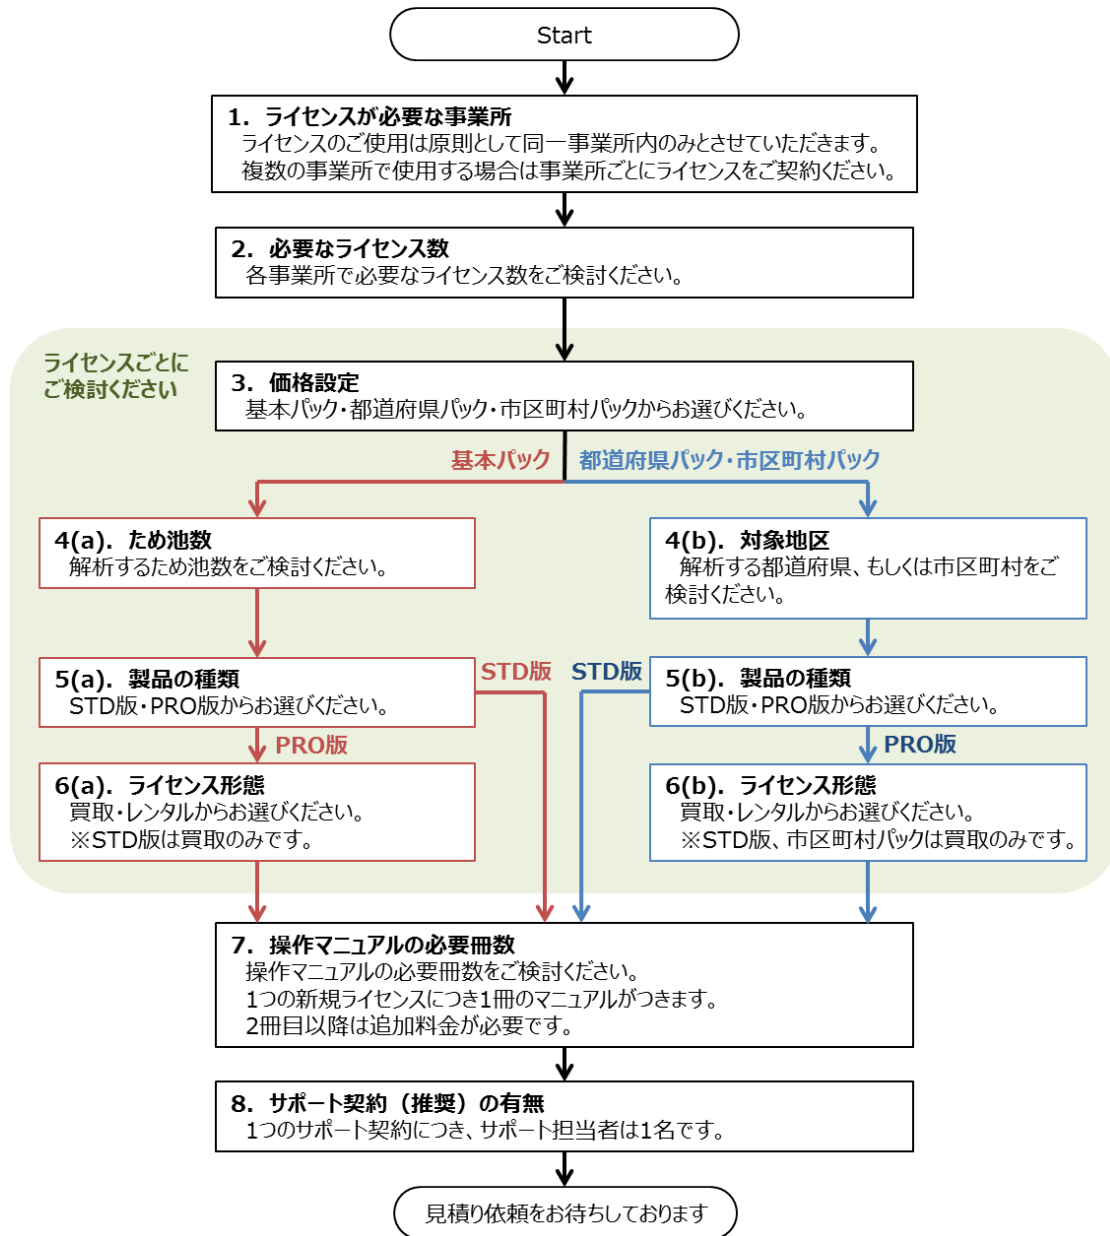 Start
1. ライセンスが必要な事業所
ライセンスのご使用は原則として同一事業所内のみとさせていただきます。
複数の事業所で使用する場合は事業所ごとにライセンスをご契約ください。
2. 必要なライセンス数
各事業所で必要なライセンス数をご検討ください。
ライセンスごとに
ご検討ください
3. 価格設定
基本パック・都道府県パック・市区町村パックからお選びください。
基本パック
都道府県パック・市区町村パック
4(a). ため池数
解析するため池数をご検討ください。
4(b). 対象地区
解析する都道府県、もしくは市区町村をご
検討ください。
5(a). 製品の種類
STD版・PRO版からお選びください。
STD版
STD版
5(b). 製品の種類
STD版・PRO版からお選びください。
PRO版
PRO版
6(a). ライセンス形態
買取・レンタルからお選びください。
※STD版は買取のみです。
6(b). ライセンス形態
買取・レンタルからお選びください。
※STD版、市区町村パックは買取のみです。
7. 操作マニュアルの必要冊数
操作マニュアルの必要冊数をご検討ください。
1つの新規ライセンスにつき1冊のマニュアルがつきます。
2冊目以降は追加料金が必要です。
8. サポート契約（推奨）の有無
1つのサポート契約につき、サポート担当者は1名です。
見積り依頼をお待ちしております